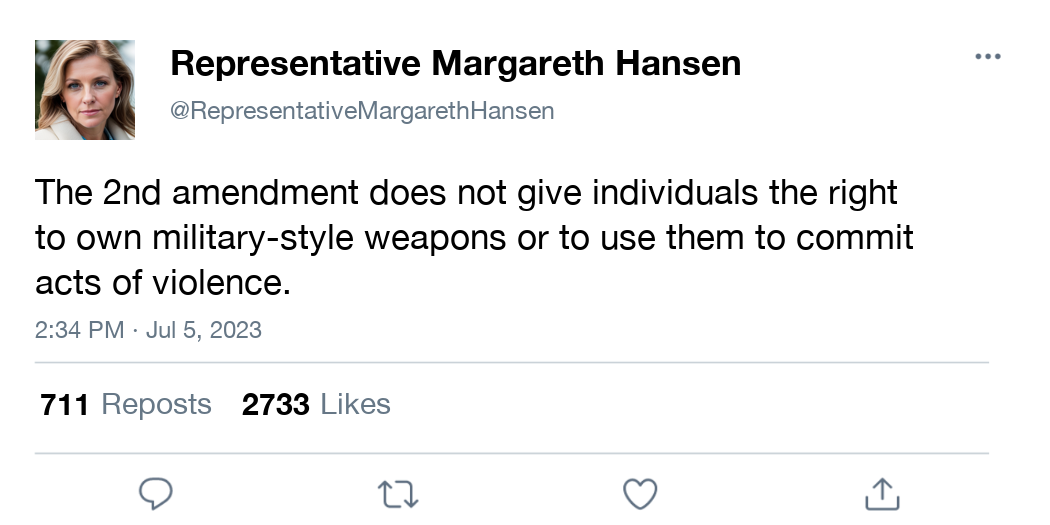 Representative Margareth Hansen
@RepresentativeMargarethHansen
The 2nd amendment does not give individuals the right
to own military-style weapons or to use them to commit
acts of violence.
2:34 PM · Jul 5, 2023
711 Reposts 2733 Likes